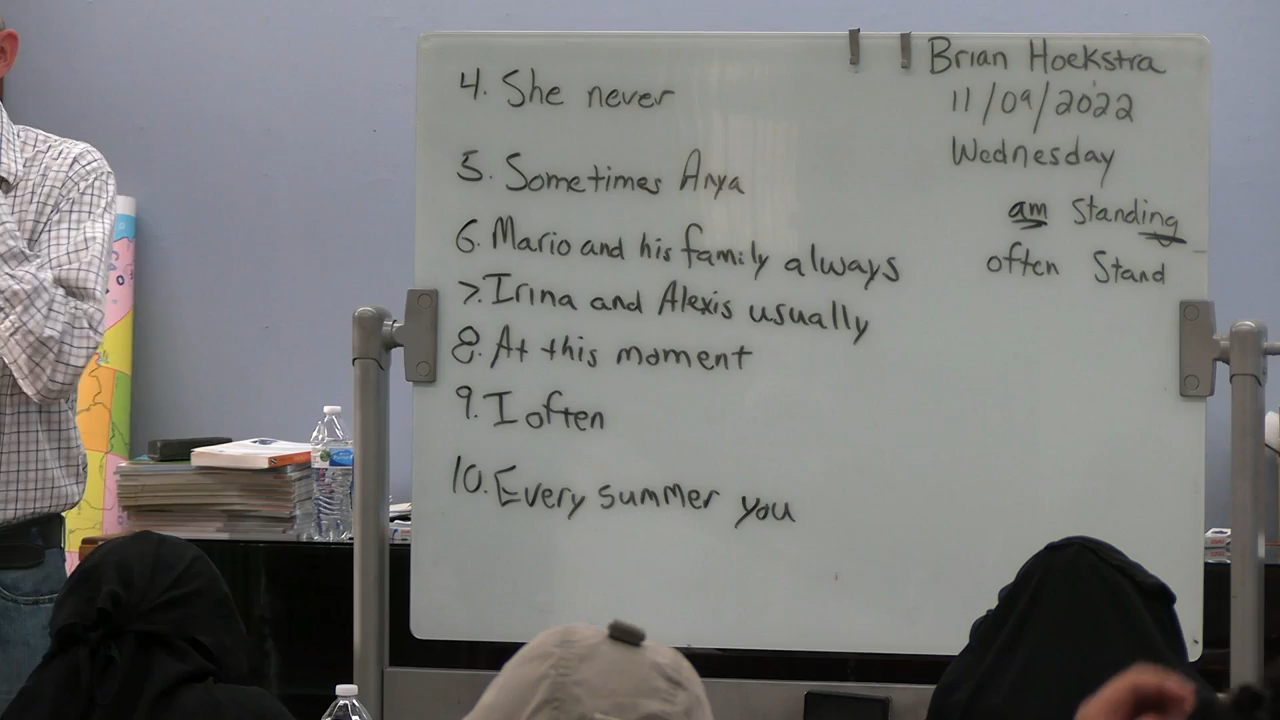 4. She never
5. Sometimes Anya
6. Mario and his family always
7. Irina and Alexis usually
8. At this moment
9. I often
10. Every summer you
Brian Hoekstra
11/09/2022
Wednesday
am Standing
often Stand